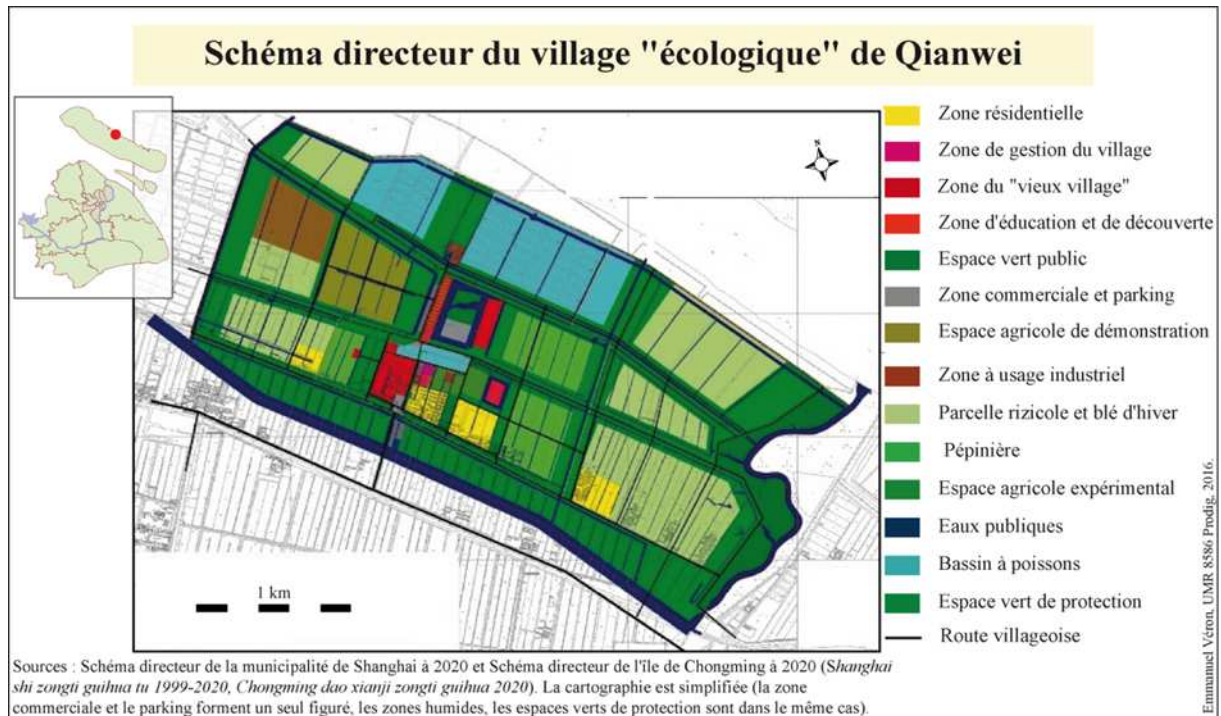 Schéma directeur du village "écologique" de Qianwei
N
Zone résidentielle
Zone de gestion du village
Zone du "vieux village"
Zone d'éducation et de découverte
Espace vert public
Zone commerciale et parking
Espace agricole de démonstration
Zone à usage industriel
Parcelle rizicole et blé d'hiver
Pépinière
Espace agricole expérimental
Eaux publiques
Bassin à poissons
Espace vert de protection
Route villageoise
1 km
Sources : Schéma directeur de la municipalité de Shanghai à 2020 et Schéma directeur de l'île de Chongming à 2020 (Shanghai
shi zongti guihua tu 1999-2020, Chongming dao xianji zongti guihua 2020). La cartographie est simplifiée (la zone
commerciale et le parking forment un seul figuré, les zones humides, les espaces verts de protection sont dans le même cas).
Emmanuel Véron, UMR 8586 Prodig, 2016.